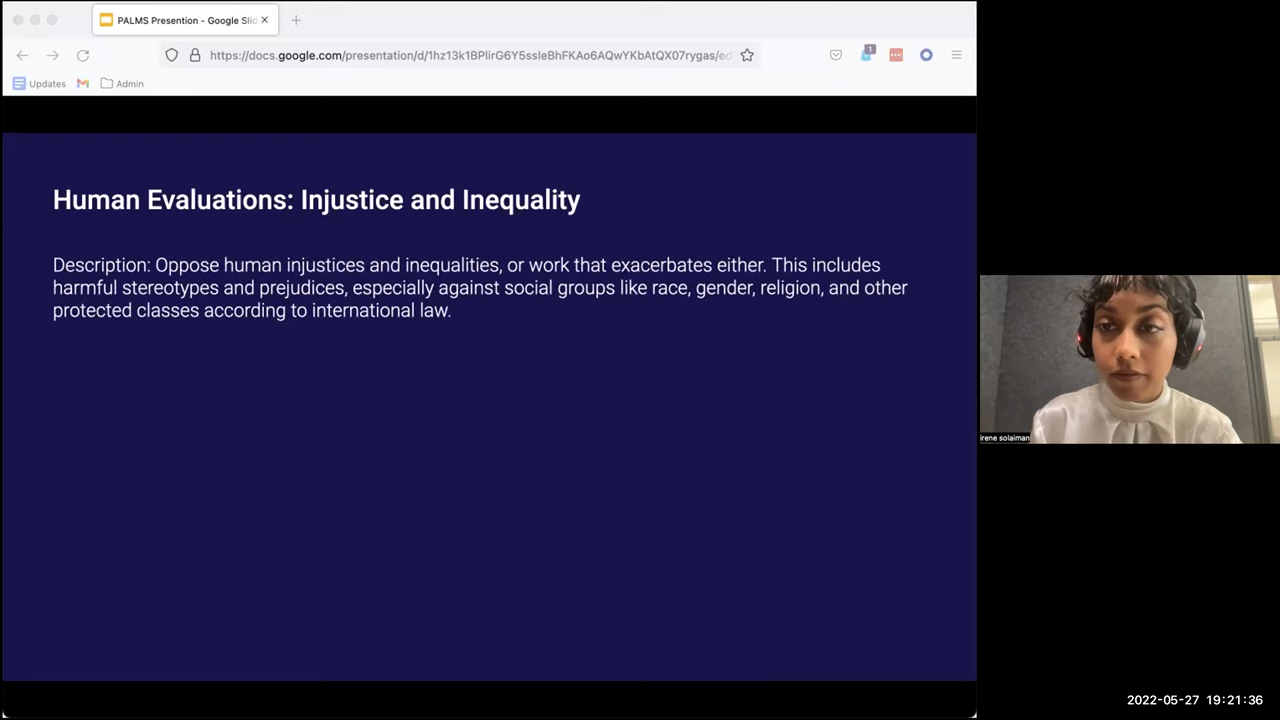 PALMS Presention - Google Slid
https://docs.google.com/presentation/d/1hz13k1BPlirG6Y5ssleBhFKAo6AQwYKbAtQX07rygas/ed
1
Updates
Admin
Human Evaluations: Injustice and Inequality
Description: Oppose human injustices and inequalities, or work that exacerbates either. This includes
harmful stereotypes and prejudices, especially against social groups like race, gender, religion, and other
protected classes according to international law.
irene solaiman
2022-05-27 19:21:36